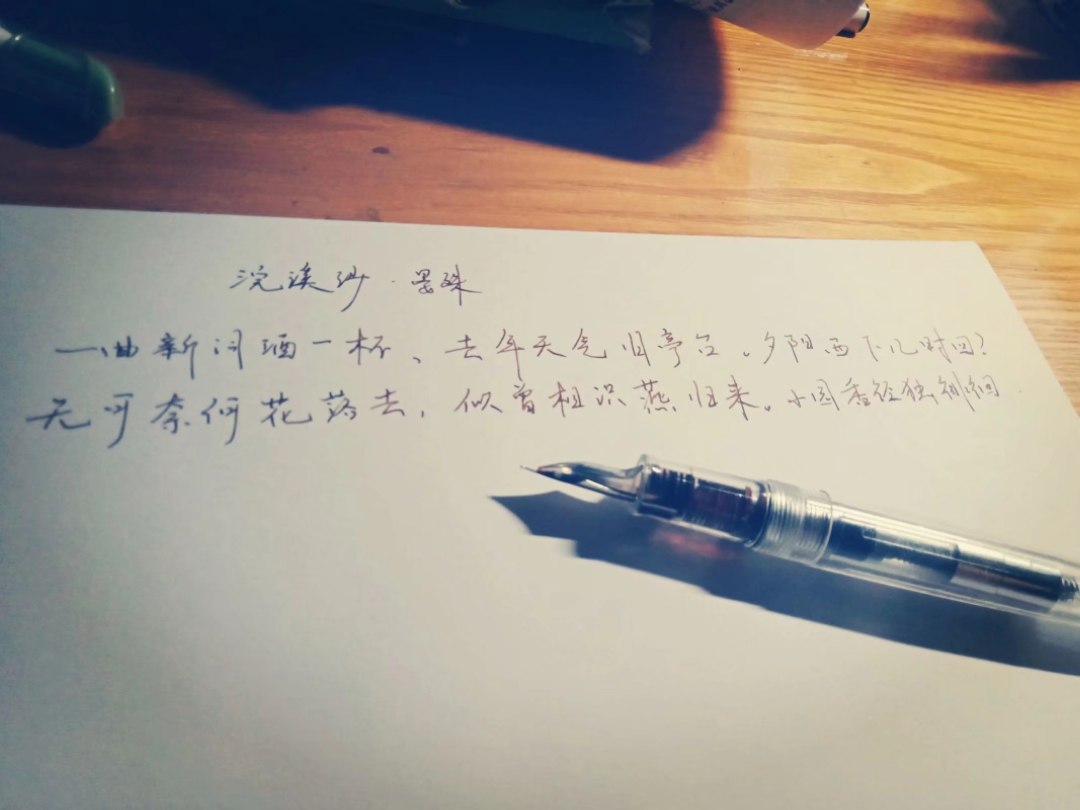 浣溪沙·晏殊
一曲新词酒一杯、去年天气旧亭台。夕阳西下几时回?
无可奈何花落去,似曾相识燕归来。小园香径独徘徊.